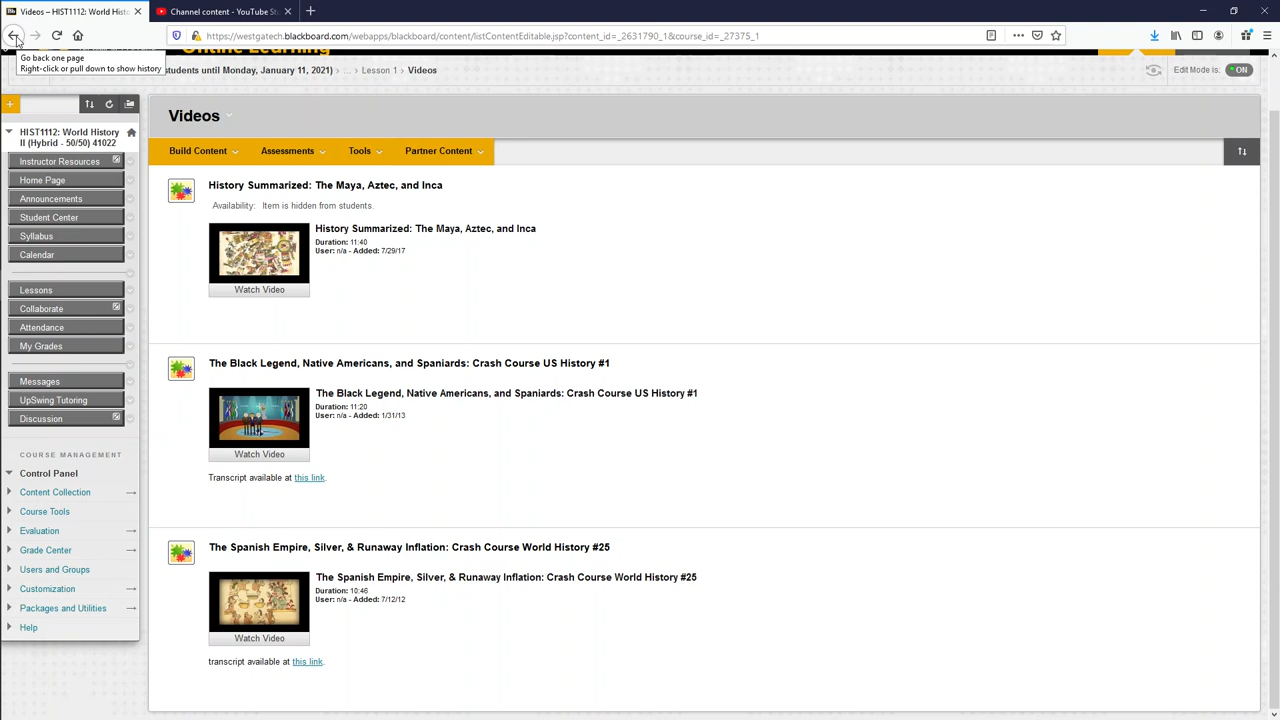 Videos – HIST1112: World Histo
Channel content - YouTube St
https://westgatech.blackboard.com/webapps/blackboard/content/listContentEditable.jsp?content_id=_2631790_1&course_id=_27375_1
Go back one page
Right-click or pull down to show history
Online Learning
students until Monday, January 11, 2021) › ... › Lesson 1 › Videos
Edit Mode is: ON
Videos
HIST1112: World History
II (Hybrid - 50/50) 41022
Build Content
Assessments
Tools
Partner Content
Instructor Resources
Home Page
Announcements
Student Center
Syllabus
Calendar
Lessons
Collaborate
Attendance
My Grades
Messages
UpSwing Tutoring
Discussion
COURSE MANAGEMENT
Control Panel
Content Collection
Course Tools
Evaluation
Grade Center
Users and Groups
Customization
Packages and Utilities
Help
History Summarized: The Maya, Aztec, and Inca
Availability: Item is hidden from students.
History Summarized: The Maya, Aztec, and Inca
Duration: 11:40
User: n/a - Added: 7/29/17
Watch Video
The Black Legend, Native Americans, and Spaniards: Crash Course US History #1
The Black Legend, Native Americans, and Spaniards: Crash Course US History #1
Duration: 11:20
User: n/a - Added: 1/31/13
Watch Video
Transcript available at this link.
The Spanish Empire, Silver, & Runaway Inflation: Crash Course World History #25
The Spanish Empire, Silver, & Runaway Inflation: Crash Course World History #25
Duration: 10:46
User: n/a - Added: 7/12/12
Watch Video
transcript available at this link.